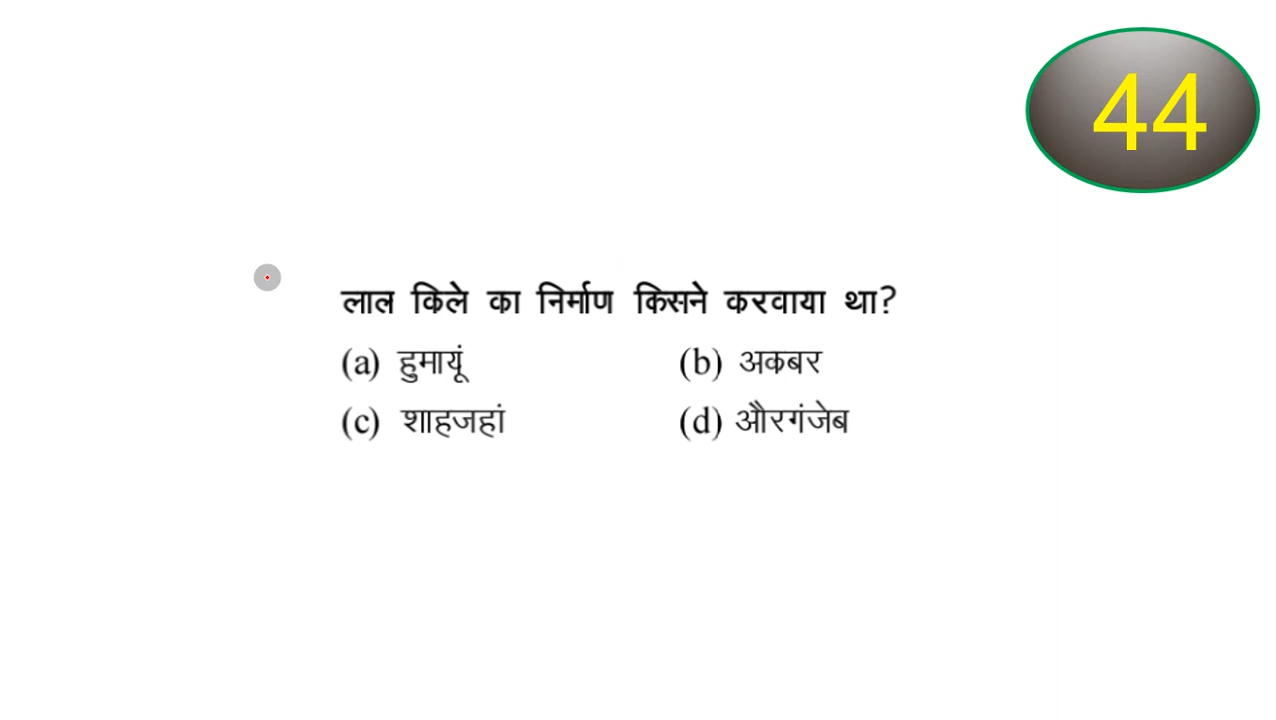 44
लाल किले का निर्माण किसने करवाया था?
(a) हुमायूं (b) अकबर
(c) शाहजहां (d) औरगंजेब